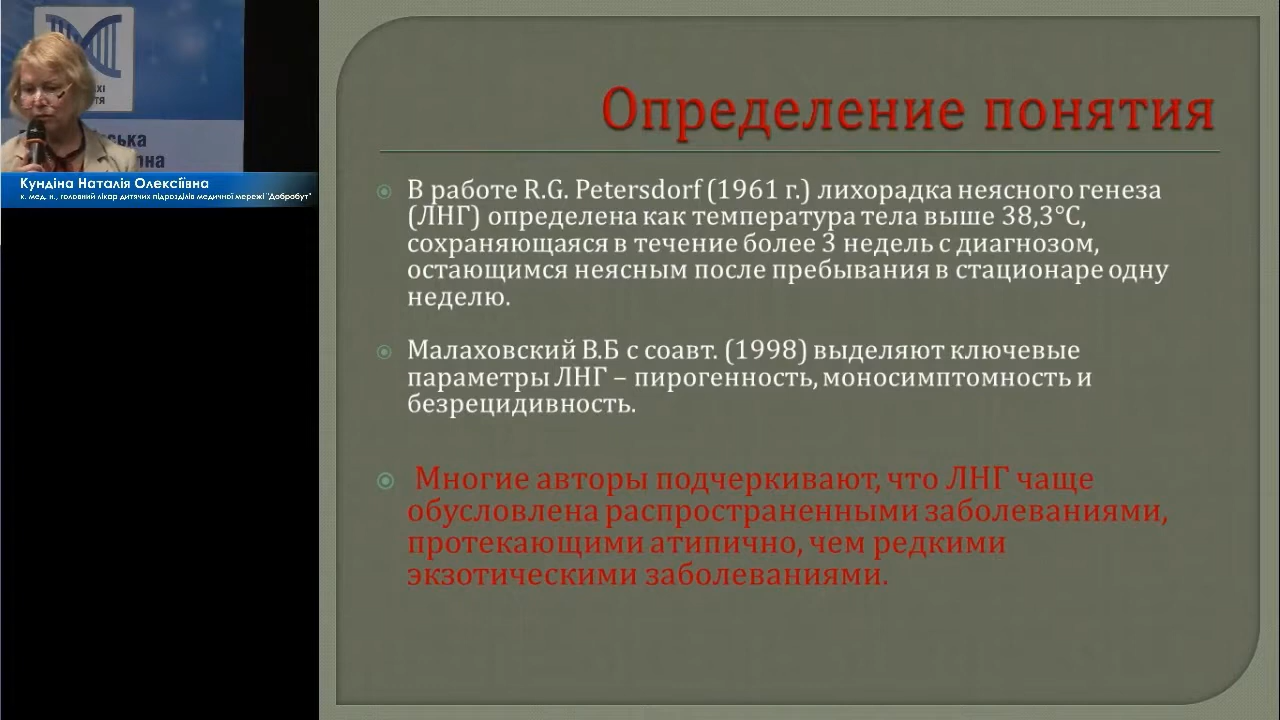 Кундіна Наталія Олексіївна
к. мед. н., головний лікар дитячих підрозділів медичної мережі "Добробут"
Определение понятия
В работе R.G. Petersdorf (1961 г.) лихорадка неясного генеза
(ЛНГ) определена как температура тела выше 38,3°С,
сохраняющаяся в течение более 3 недель с диагнозом,
остающимся неясным после пребывания в стационаре одну
неделю.
Малаховский В.Б с соавт. (1998) выделяют ключевые
параметры ЛНГ – пирогенность, моносимптомность и
безрецидивность.
Многие авторы подчеркивают, что ЛНГ чаще
обусловлена распространенными заболеваниями,
протекающими атипично, чем редкими
экзотическими заболеваниями.